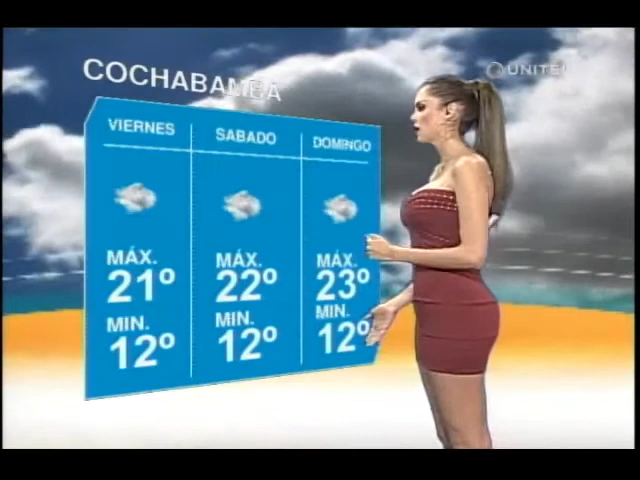 COCHABAMBA
UNITEL
VIERNES
SABADO
DOMINGO
MÁX.
21º
MIN.
12º
MÁX.
22º
MIN.
12º
MÁX.
23º
MIN.
12º